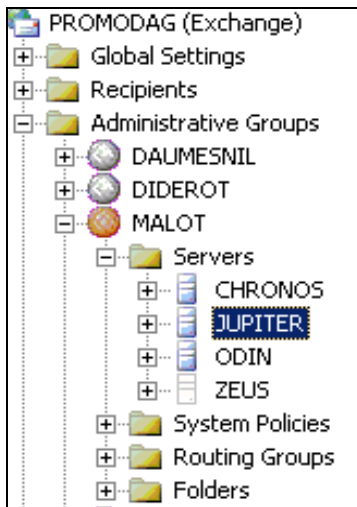 PROMODAG (Exchange)
Global Settings
Recipients
Administrative Groups
DAUMESNIL
DIDEROT
MALOT
Servers
CHRONOS
JUPITER
ODIN
ZEUS
System Policies
Routing Groups
Folders